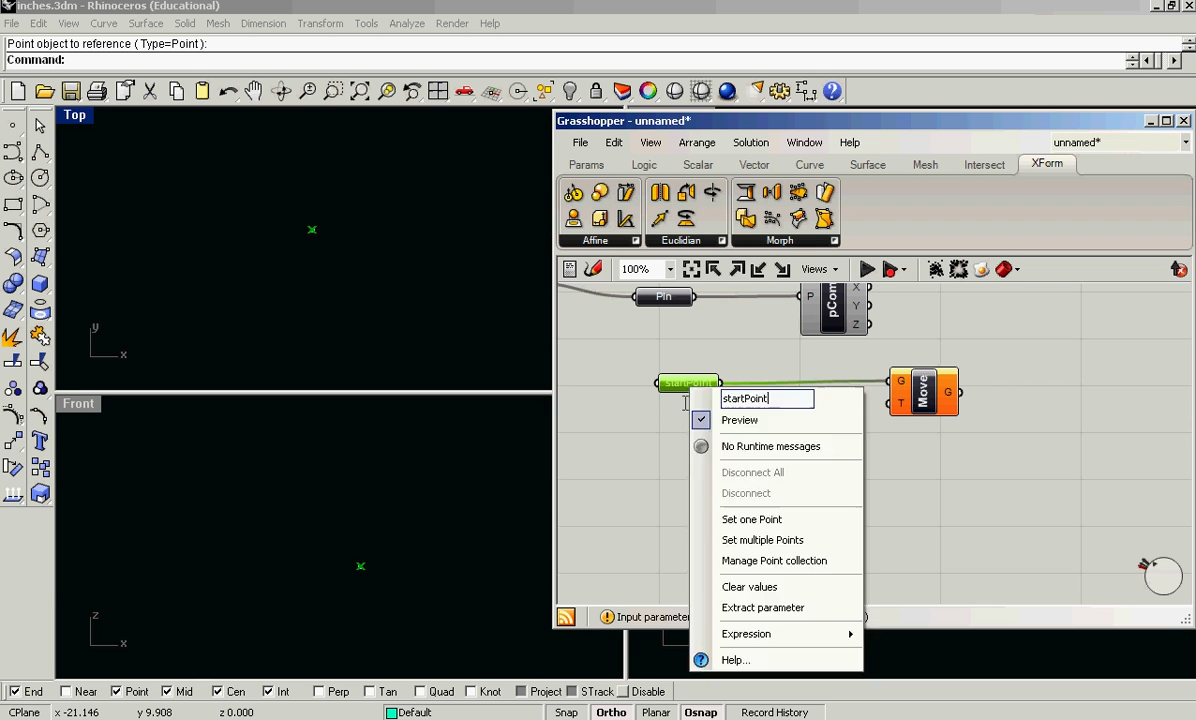 inches.3dm - Rhinoceros (Educational)
File Edit View Curve Surface Solid Mesh Dimension Transform Tools Analyze Render Help
Point object to reference ( Type=Point ):
Command:
Top
Grasshopper - unnamed*
File Edit View Arrange Solution Window Help unnamed*
Params Logic Scalar Vector Curve Surface Mesh Intersect XForm
Affine Euclidian Morph
100% Views
Pin P pCom X
Y
Z
startPoint G Move G
T
startPoint
Preview
No Runtime messages
Disconnect All
Disconnect
Set one Point
Set multiple Points
Manage Point collection
Clear values
Extract parameter
Expression
Help...
Input paramete
y
x
Front
z
x
End Near Point Mid Cen Int Perp Tan Quad Knot Project STrack Disable
CPlane x -21.146 y 9.908 z 0.000 Default Snap Ortho Planar Osnap Record History